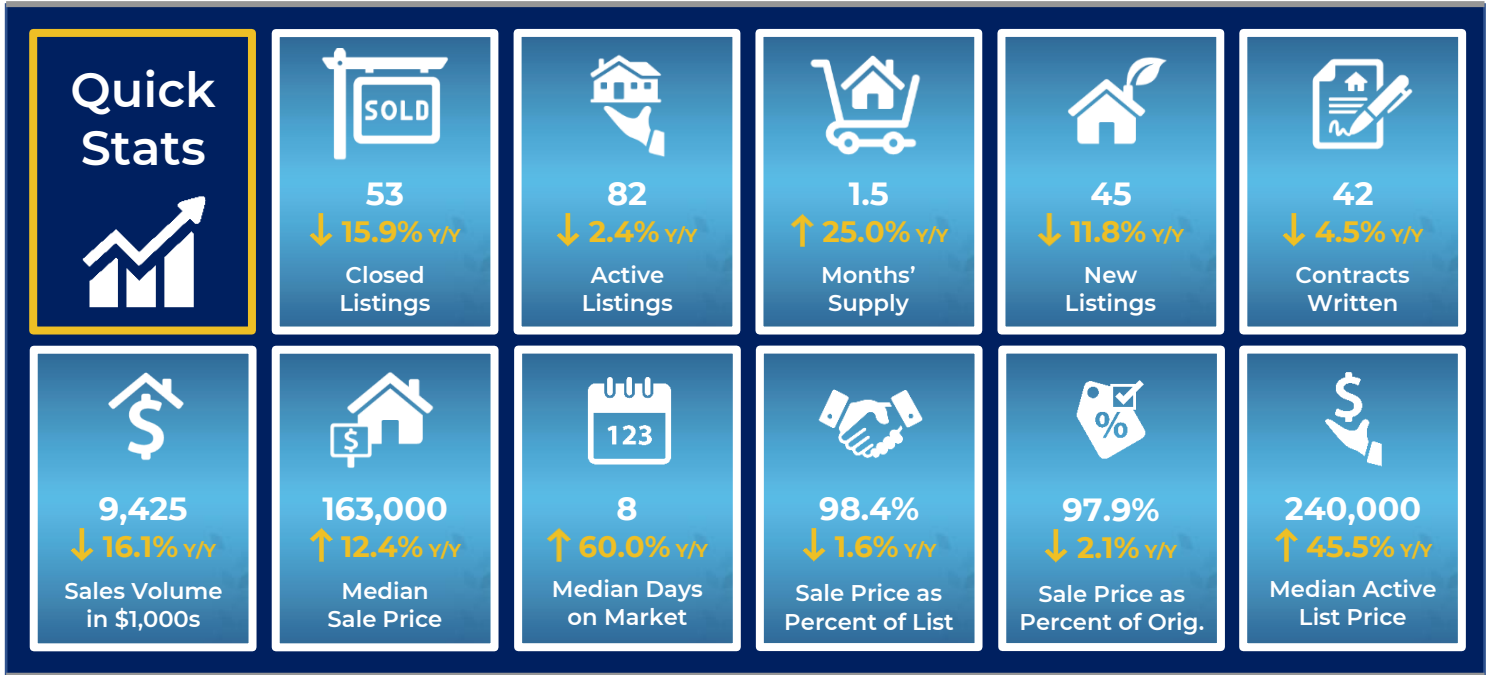 Quick
Stats
SOLD
53
↓ 15.9% Y/Y
Closed
Listings
82
↓ 2.4% Y/Y
Active
Listings
1.5
↑ 25.0% Y/Y
Months’
Supply
45
↓ 11.8% Y/Y
New
Listings
42
↓ 4.5% Y/Y
Contracts
Written
$
9,425
↓ 16.1% Y/Y
Sales Volume
in $1,000s
$
163,000
↑ 12.4% Y/Y
Median
Sale Price
123
8
↑ 60.0% Y/Y
Median Days
on Market
98.4%
↓ 1.6% Y/Y
Sale Price as
Percent of List
%
97.9%
↓ 2.1% Y/Y
Sale Price as
Percent of Orig.
$
240,000
↑ 45.5% Y/Y
Median Active
List Price